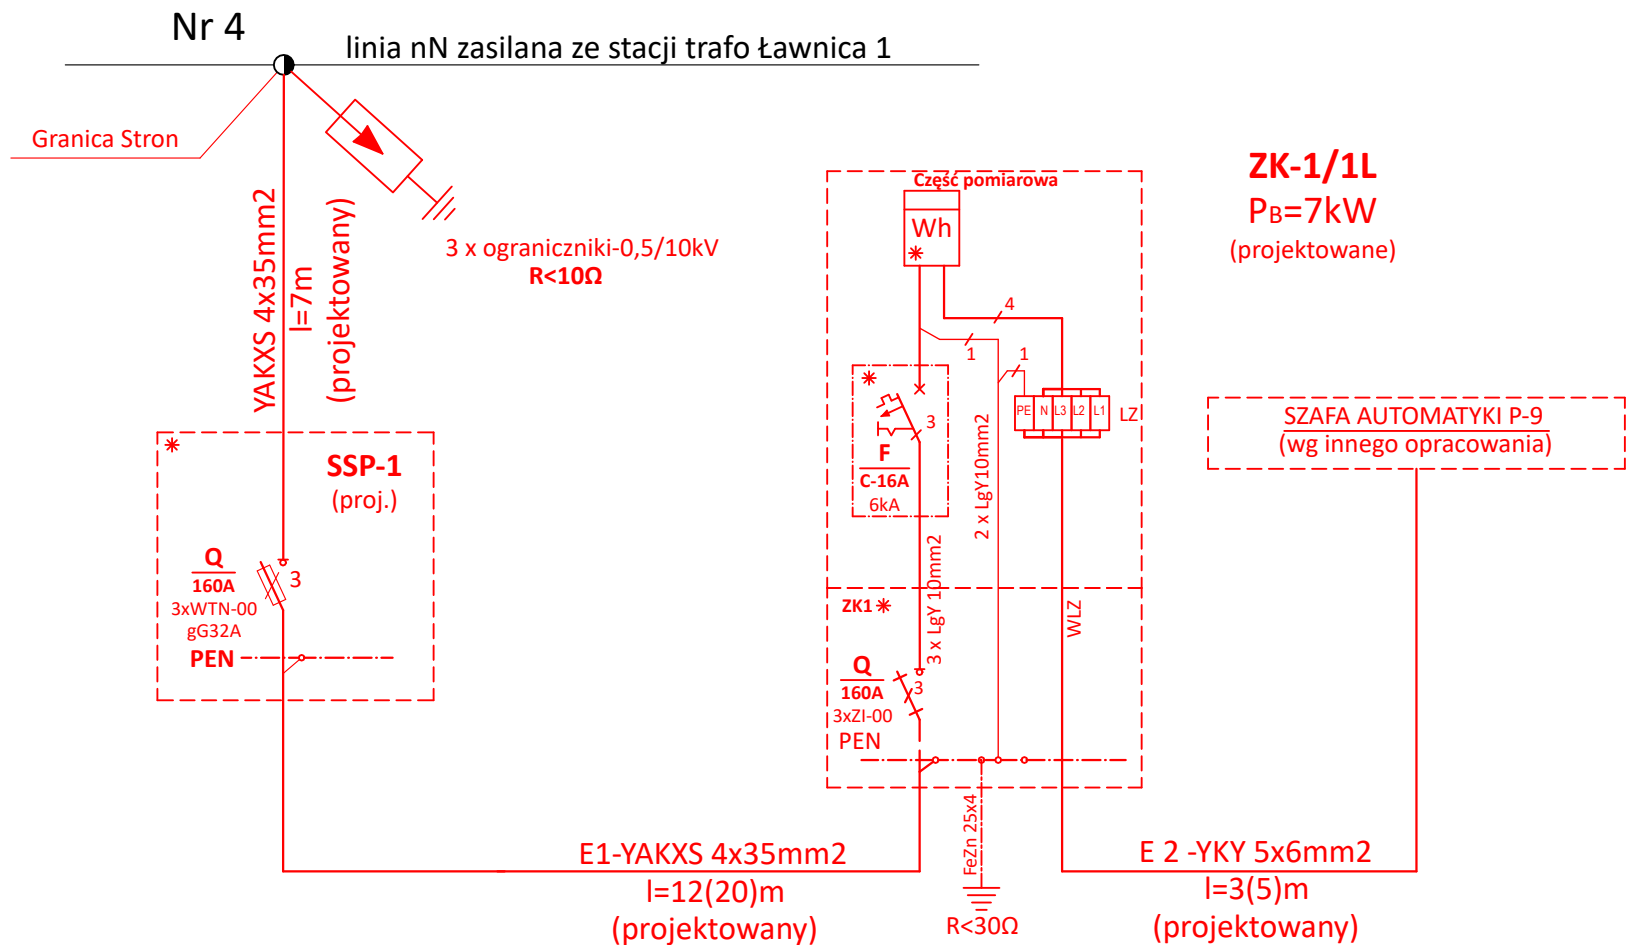 Nr 4
linia nN zasilana ze stacji trafo Ławnica 1
Granica Stron
YAKXS 4x35mm2
l=7m
(projektowany)
3 x ograniczniki-0,5/10kV
R<10Ω
SSP-1
(proj.)
Q
160A
3xWTN-00
gG32A
3
PEN
E1-YAKXS 4x35mm2
l=12(20)m
(projektowany)
ZK-1/1L
PB=7kW
(projektowane)
Część pomiarowa
Wh
4
1
1
PE N L3 L2 L1
LZ
3
F
C-16A
6kA
2 x LgY10mm2
3 x LgY 10mm2
WLZ
ZK1
Q
160A
3xZI-00
3
PEN
FeZn 25x4
R<30Ω
SZAFA AUTOMATYKI P-9
(wg innego opracowania)
E 2 -YKY 5x6mm2
l=3(5)m
(projektowany)